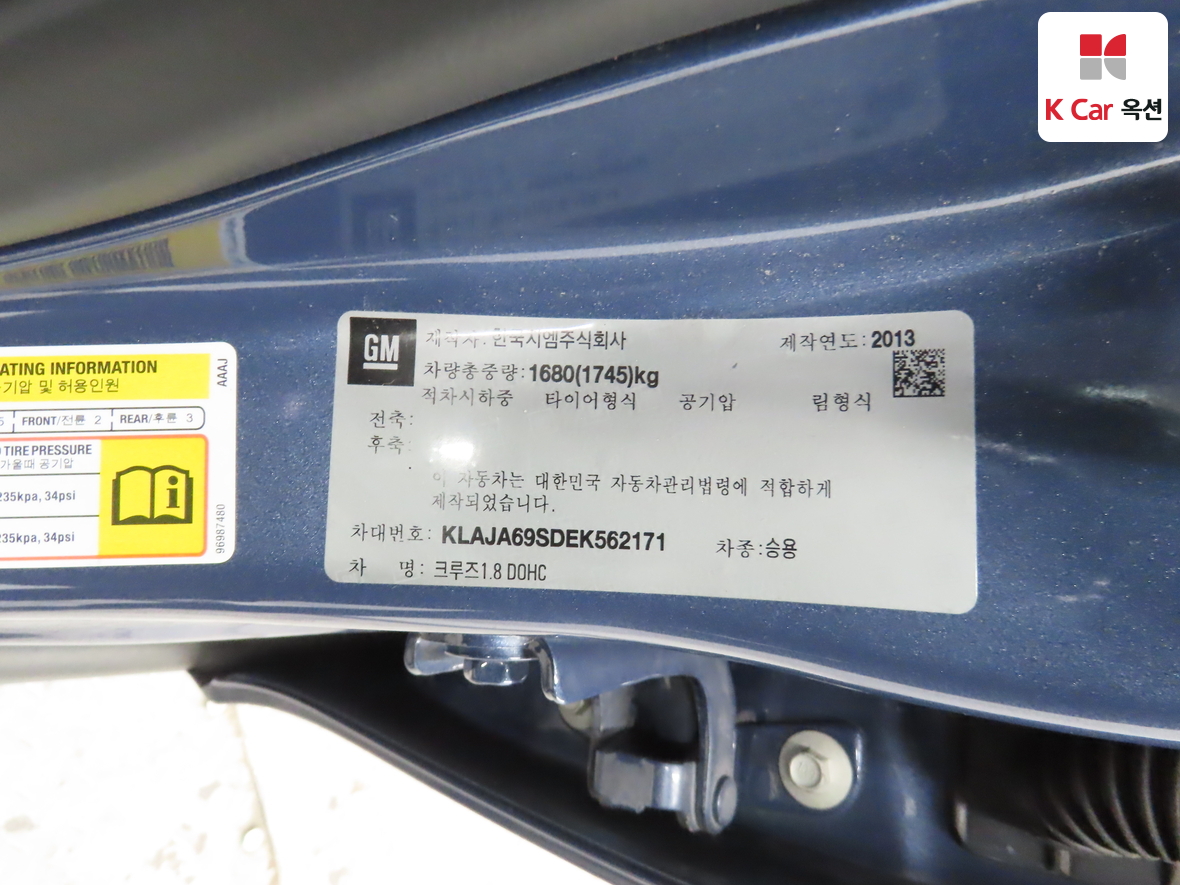 K Car 옥션
ATING INFORMATION
기압 및 허용인원
AAAJ
FRONT/전륜 2
REAR/후륜 3
TIRE PRESSURE
가울때 공기압
235kpa, 34psi
235kpa, 34psi
96987480
GM
제작자: 한국지엠주식회사
제작연도: 2013
차량총중량: 1680(1745)kg
적차시하중 타이어형식 공기압 림형식
전축:
후축:
이 자동차는 대한민국 자동차관리법령에 적합하게
제작되었습니다.
차대번호: KLAJA69SDEK562171
차종:승용
차 명: 크루즈1.8 DOHC